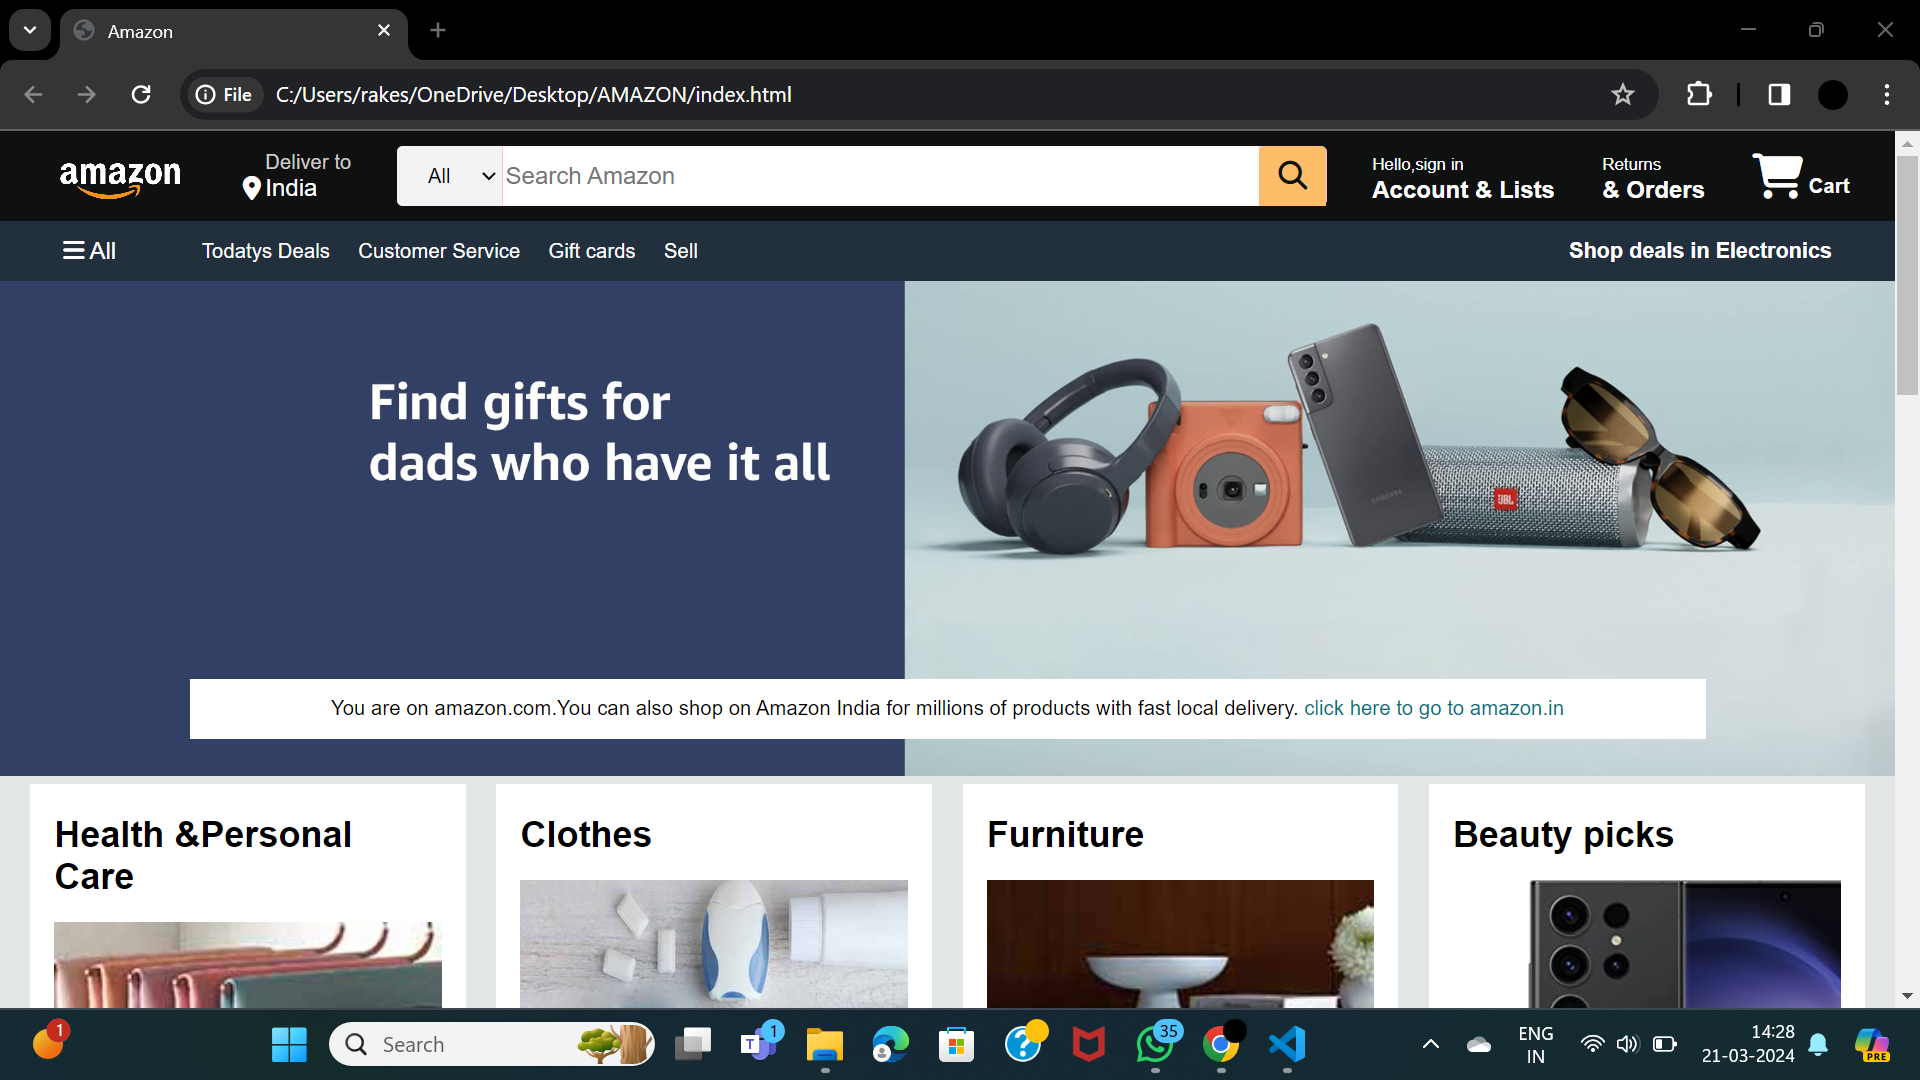 Amazon
File
C:/Users/rakes/OneDrive/Desktop/AMAZON/index.html
amazon
Deliver to
India
All
Search Amazon
Hello,sign in
Account & Lists
Returns
& Orders
Cart
All
Todatys Deals
Customer Service
Gift cards
Sell
Shop deals in Electronics
Find gifts for
dads who have it all
SAMSUNG
JBL
You are on amazon.com.You can also shop on Amazon India for millions of products with fast local delivery. click here to go to amazon.in
Health &Personal
Care
Clothes
Furniture
Beauty picks
1
Search
T
1
35
ENG
IN
14:28
21-03-2024
PRE